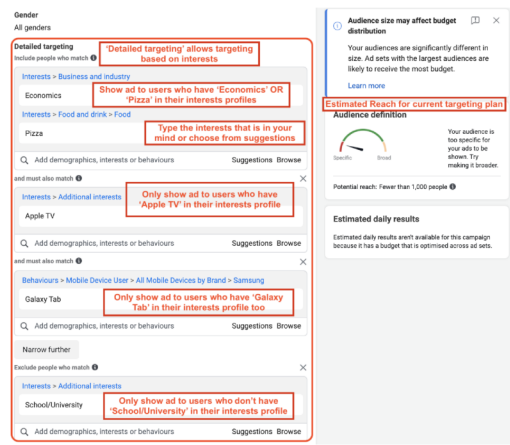 Gender
All genders
Detailed targeting
Include people who match
'Detailed targeting' allows targeting
based on interests
Interests > Business and industry
Economics
Show ad to users who have 'Economics' OR
'Pizza' in their interests profiles
Interests > Food and drink > Food
Pizza
Type the interests that is in your
mind or choose from suggestions
Add demographics, interests or behaviours
Suggestions Browse
and must also match
Interests > Additional interests
Apple TV
Only show ad to users who have
'Apple TV' in their interests profile
Add demographics, interests or behaviours
Suggestions Browse
and must also match
Behaviours > Mobile Device User > All Mobile Devices by Brand > Samsung
Galaxy Tab
Only show ad to users who have 'Galaxy
Tab' in their interests profile too
Add demographics, interests or behaviours
Suggestions Browse
Narrow further
Exclude people who match
Interests > Additional interests
School/University
Only show ad to users who don't have
'School/University' in their interests profile
Add demographics, interests or behaviours
Suggestions Browse
Audience size may affect budget
distribution
Your audiences are significantly different in
size. Ad sets with the largest audiences are
likely to receive the most budget.
Learn more
Estimated Reach for current targeting plan
Audience definition
Specific
Broad
Your audience is
too specific for
your ads to be
shown. Try
making it broader.
Potential reach: Fewer than 1,000 people
Estimated daily results
Estimated daily results aren't available for this campaign
because it has a budget that is optimised across ad sets.